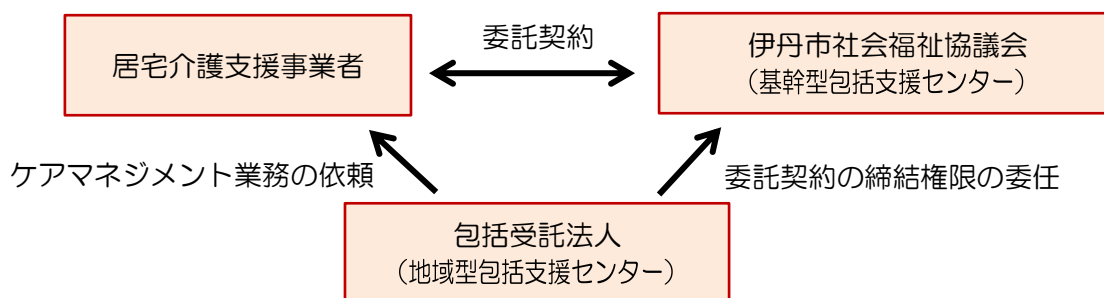 委託契約
居宅介護支援事業者
伊丹市社会福祉協議会
（基幹型包括支援センター）
ケアマネジメント業務の依頼
委託契約の締結権限の委任
包括受託法人
（地域型包括支援センター）